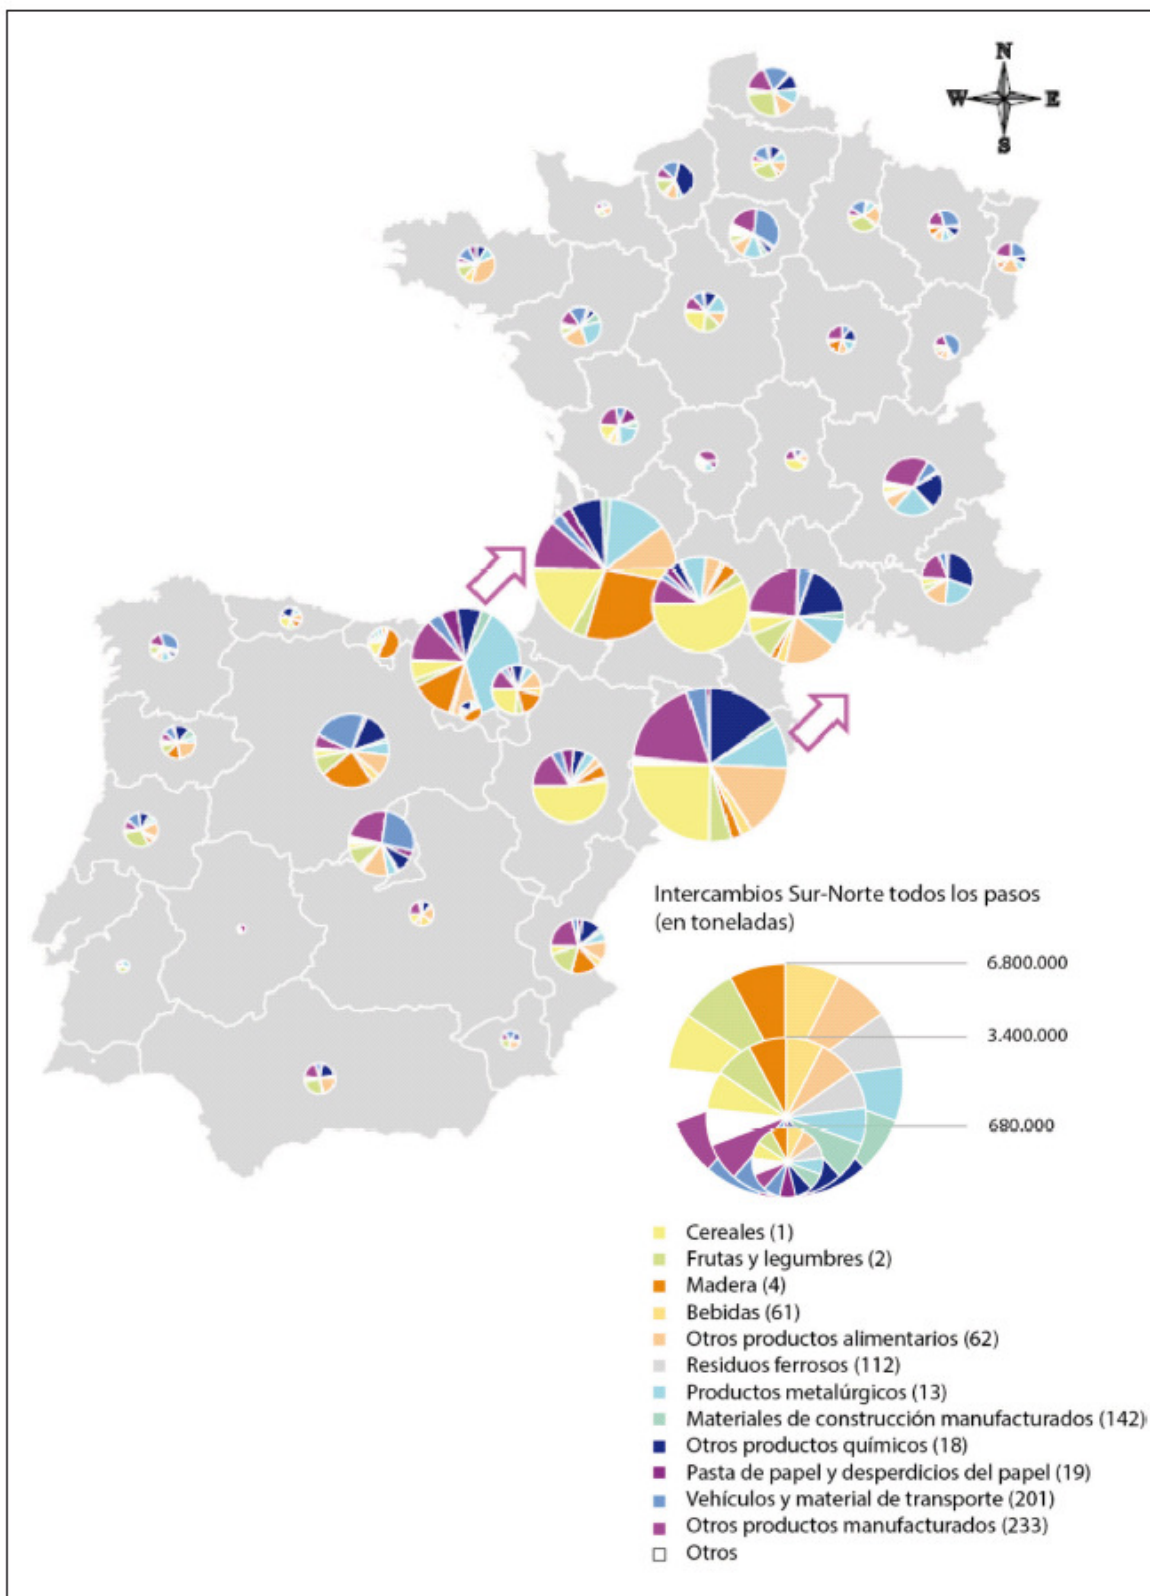 N
W E
S
Intercambios Sur-Norte todos los pasos
(en toneladas)
6.800.000
3.400.000
680.000
Cereales (1)
Frutas y legumbres (2)
Madera (4)
Bebidas (61)
Otros productos alimentarios (62)
Residuos ferrosos (112)
Productos metalúrgicos (13)
Materiales de construcción manufacturados (142)
Otros productos químicos (18)
Pasta de papel y desperdicios del papel (19)
Vehículos y material de transporte (201)
Otros productos manufacturados (233)
Otros